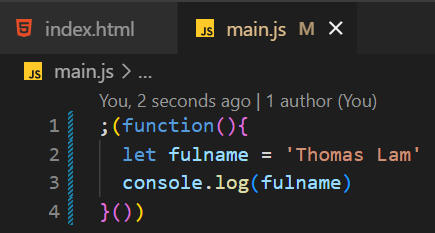 index.html JS main.js M ×
JS main.js > ...
You, 2 seconds ago | 1 author (You)
1 ;(function(){
2 let fulname = 'Thomas Lam'
3 console.log(fulname)
4 }())